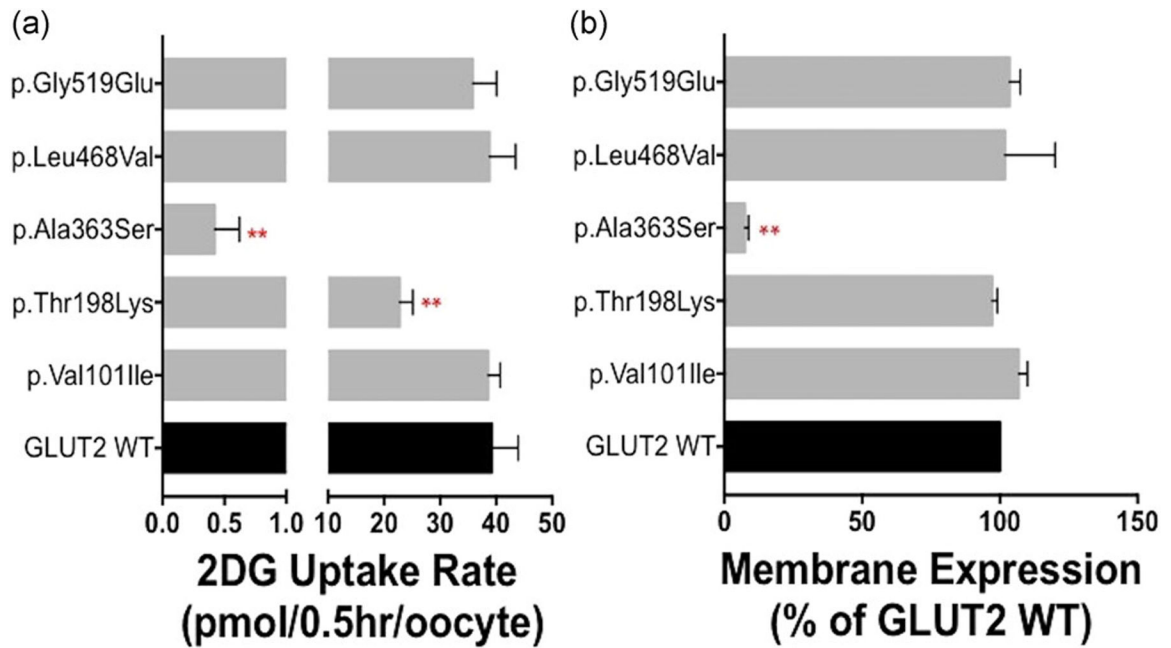 (a)
p.Gly519Glu
p.Leu468Val
p.Ala363Ser
**
p.Thr198Lys
**
p.Val101Ile
GLUT2 WT
0.0 0.5 1.0 10 20 30 40 50
2DG Uptake Rate
(pmol/0.5hr/oocyte)
(b)
p.Gly519Glu
p.Leu468Val
p.Ala363Ser
**
p.Thr198Lys
p.Val101Ile
GLUT2 WT
0 50 100 150
Membrane Expression
(% of GLUT2 WT)